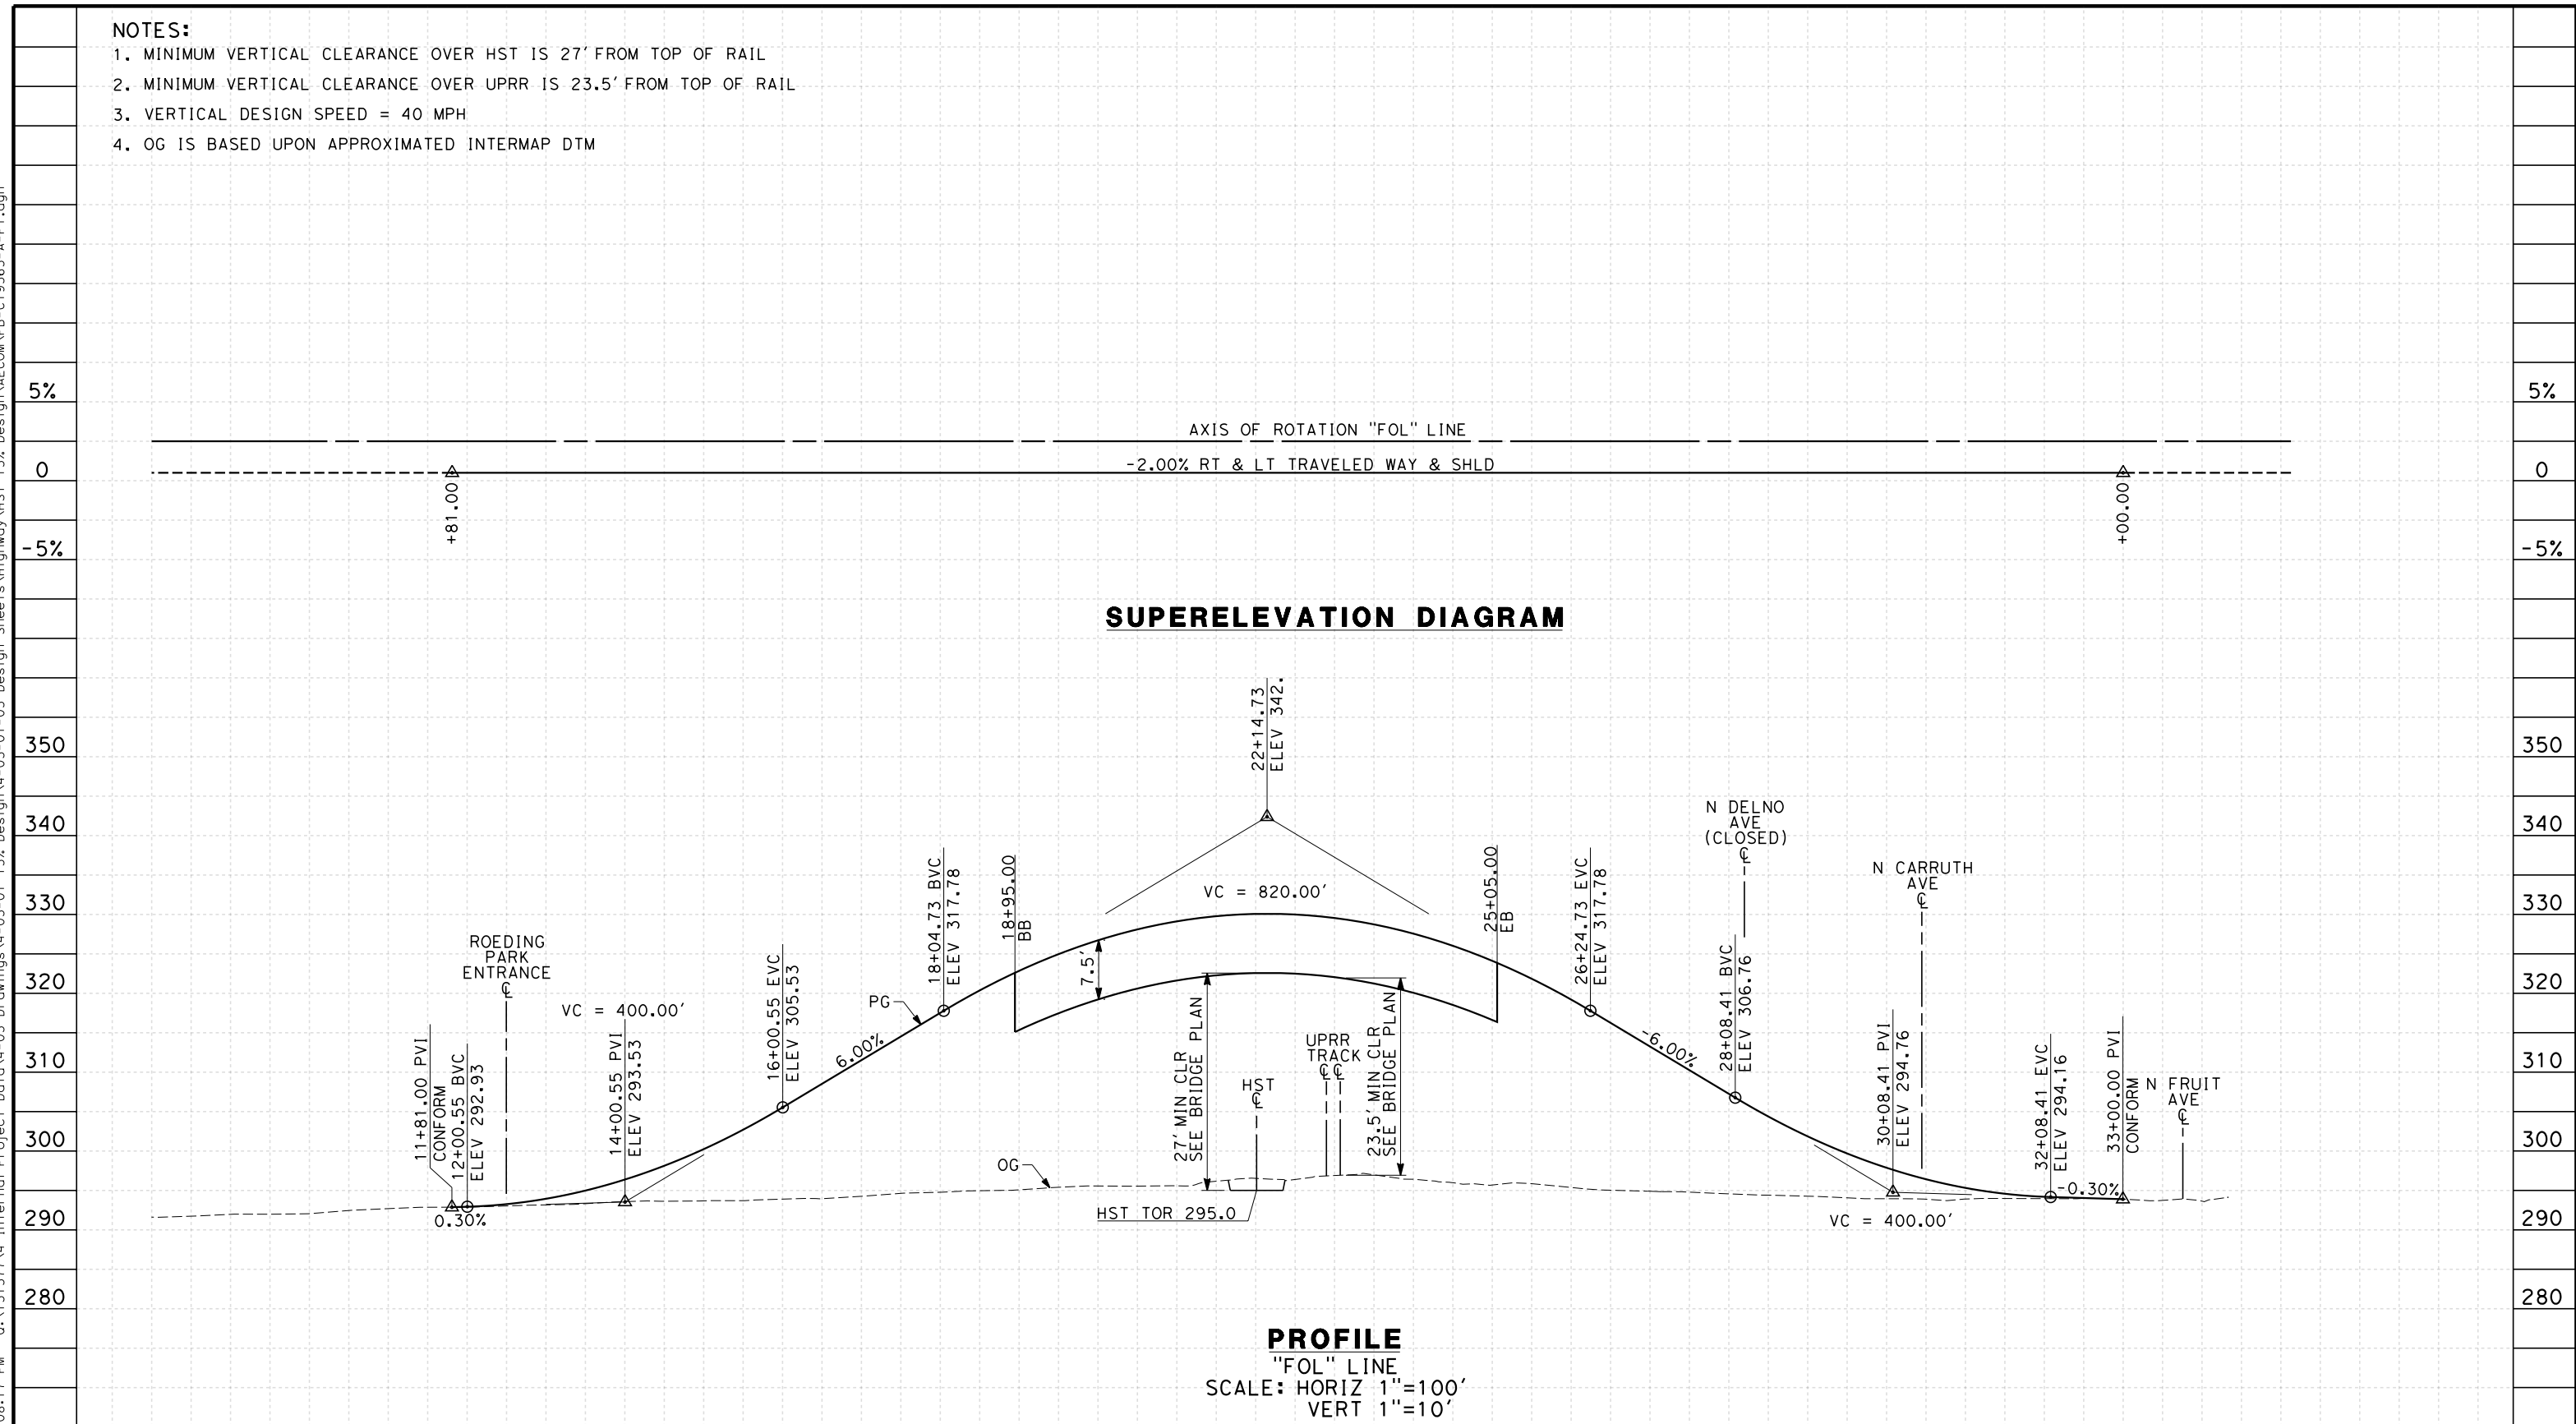 NOTES:
1. MINIMUM VERTICAL CLEARANCE OVER HST IS 27' FROM TOP OF RAIL
2. MINIMUM VERTICAL CLEARANCE OVER UPRR IS 23.5' FROM TOP OF RAIL
3. VERTICAL DESIGN SPEED = 40 MPH
4. OG IS BASED UPON APPROXIMATED INTERMAP DTM
5%
5%
AXIS OF ROTATION "FOL" LINE
0
-2.00% RT & LT TRAVELED WAY & SHLD
0
+81.00
+00.00
-5%
-5%
SUPERELEVATION DIAGRAM
22+14.73
ELEV 342.
350
350
340
340
N DELNO
AVE
(CLOSED)
℄
N CARRUTH
AVE
℄
VC = 820.00'
330
330
18+04.73 BVC
ELEV 317.78
18+95.00
BB
25+05.00
EB
26+24.73 EVC
ELEV 317.78
ROEDING
PARK
ENTRANCE
℄
7.5'
320
320
VC = 400.00'
PG
16+00.55 EVC
ELEV 305.53
6.00%
-6.00%
28+08.41 BVC
ELEV 306.76
310
310
11+81.00 PVI
CONFORM
12+00.55 BVC
ELEV 292.93
14+00.55 PVI
ELEV 293.53
27' MIN CLR
SEE BRIDGE PLAN
HST
℄
UPRR
TRACK
℄ ℄
23.5' MIN CLR
SEE BRIDGE PLAN
30+08.41 PVI
ELEV 294.76
32+08.41 EVC
ELEV 294.16
33+00.00 PVI
CONFORM
N FRUIT
AVE
℄
300
300
OG
-0.30%
HST TOR 295.0
0.30%
VC = 400.00'
290
290
280
280
PROFILE
"FOL" LINE
SCALE: HORIZ 1"=100'
VERT 1"=10'